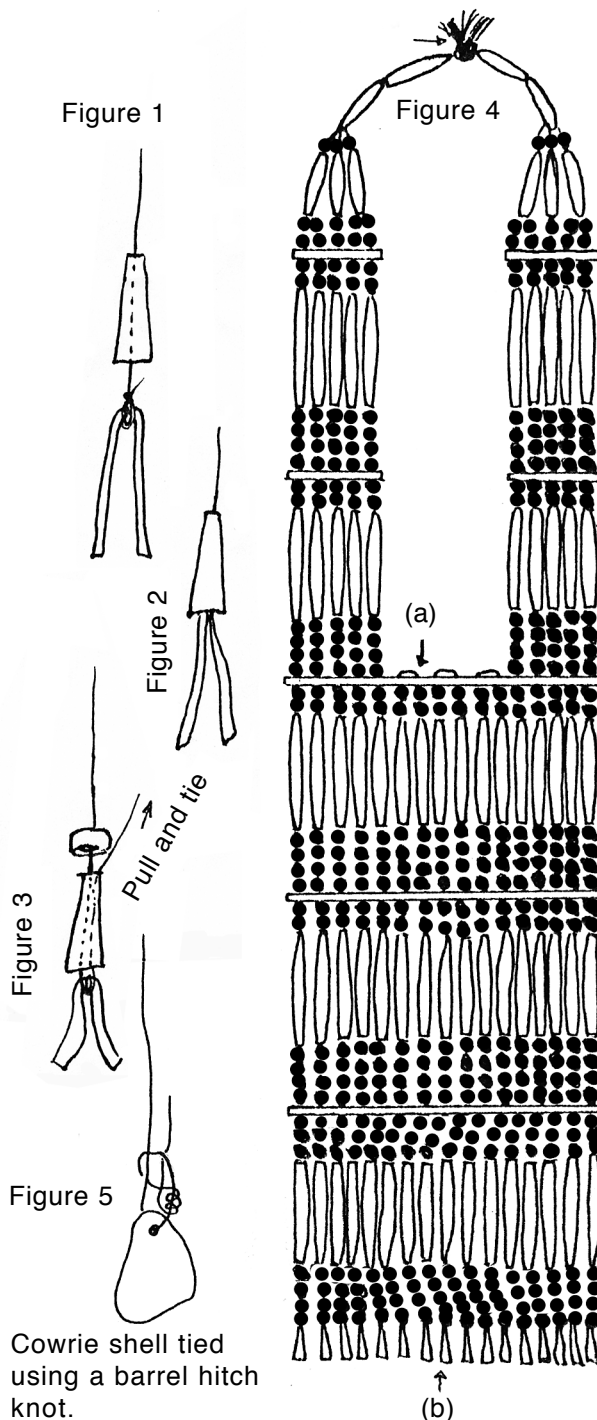 Figure 1
Figure 4
Figure 2
(a)
Pull and tie
Figure 3
Figure 5
Cowrie shell tied
using a barrel hitch
knot.
(b)